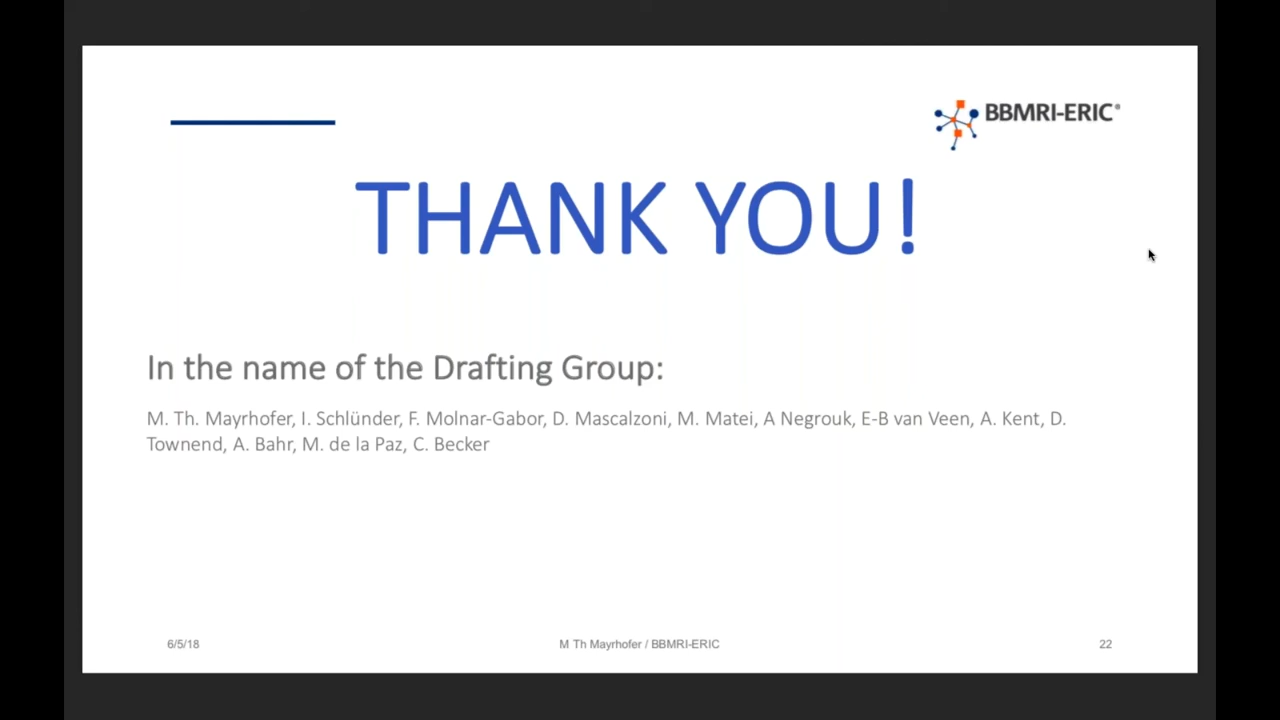 BBMRI-ERIC®
THANK YOU!
In the name of the Drafting Group:
M. Th. Mayrhofer, I. Schlünder, F. Molnar-Gabor, D. Mascalzoni, M. Matei, A Negrouk, E-B van Veen, A. Kent, D.
Townend, A. Bahr, M. de la Paz, C. Becker
6/5/18
M Th Mayrhofer / BBMRI-ERIC
22